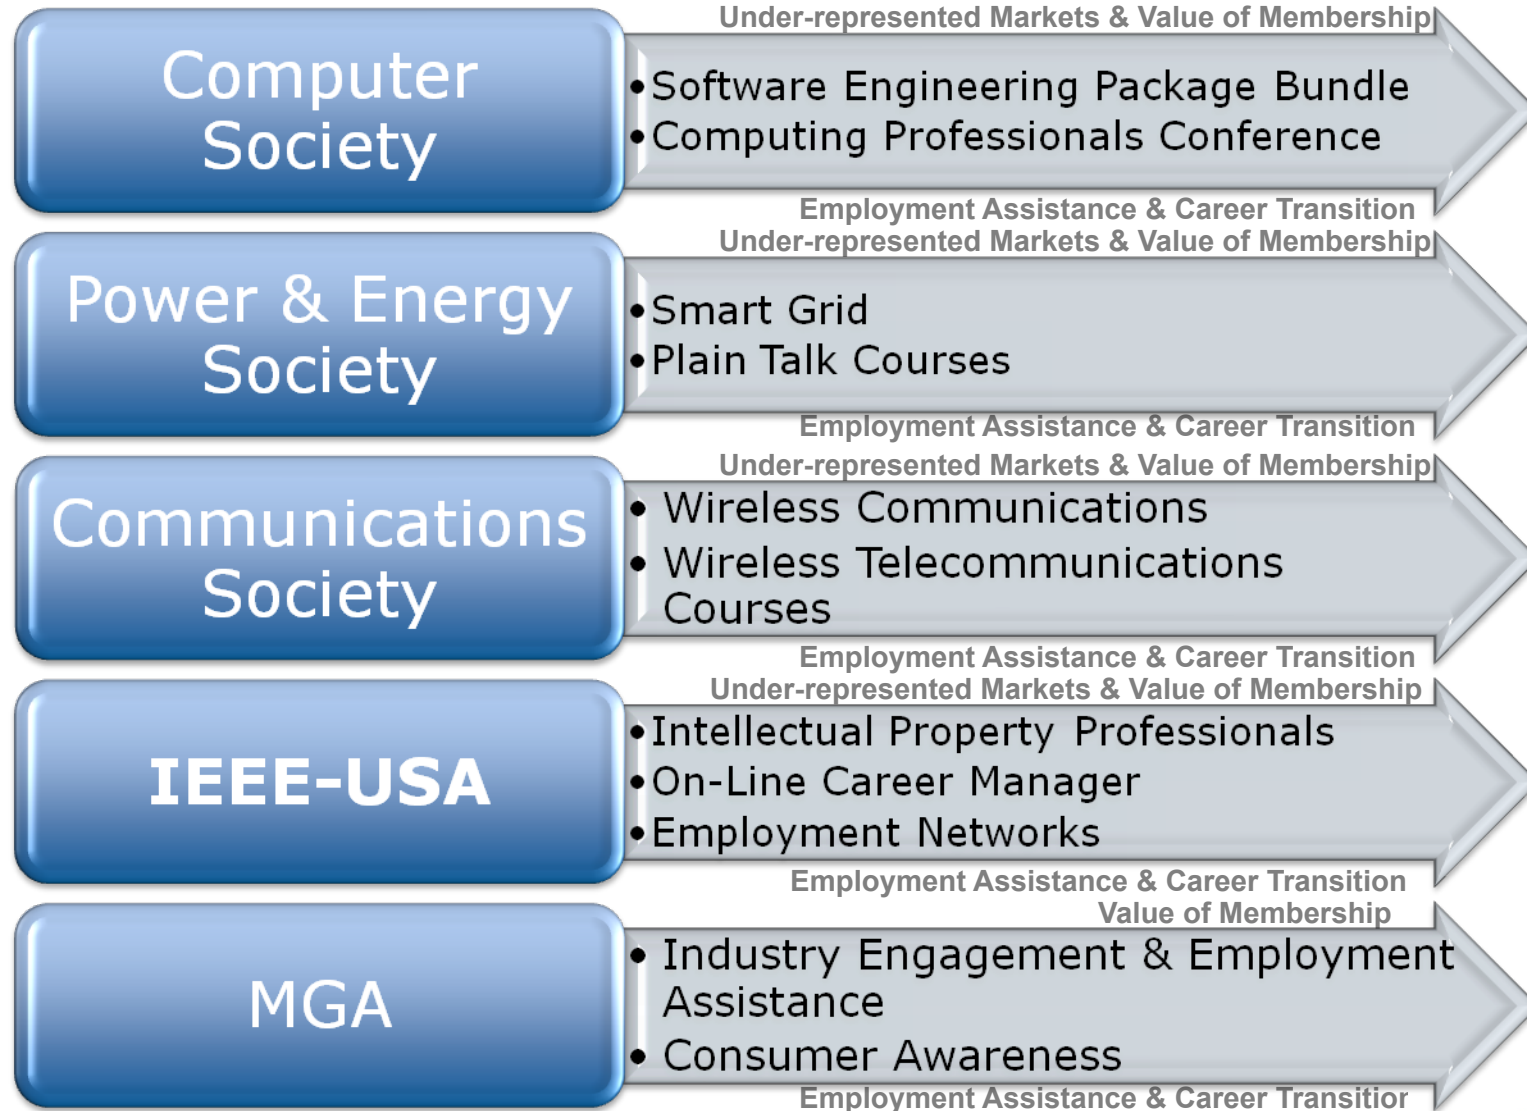 Under-represented Markets & Value of Membership
Computer
Society
•Software Engineering Package Bundle
•Computing Professionals Conference
Employment Assistance & Career Transition
Under-represented Markets & Value of Membership
Power & Energy
Society
•Smart Grid
•Plain Talk Courses
Employment Assistance & Career Transition
Under-represented Markets & Value of Membership
Communications
Society
• Wireless Communications
• Wireless Telecommunications
Courses
Employment Assistance & Career Transition
Under-represented Markets & Value of Membership
IEEE-USA
•Intellectual Property Professionals
•On-Line Career Manager
•Employment Networks
Employment Assistance & Career Transition
Value of Membership
MGA
• Industry Engagement & Employment
Assistance
• Consumer Awareness
Employment Assistance & Career Transition